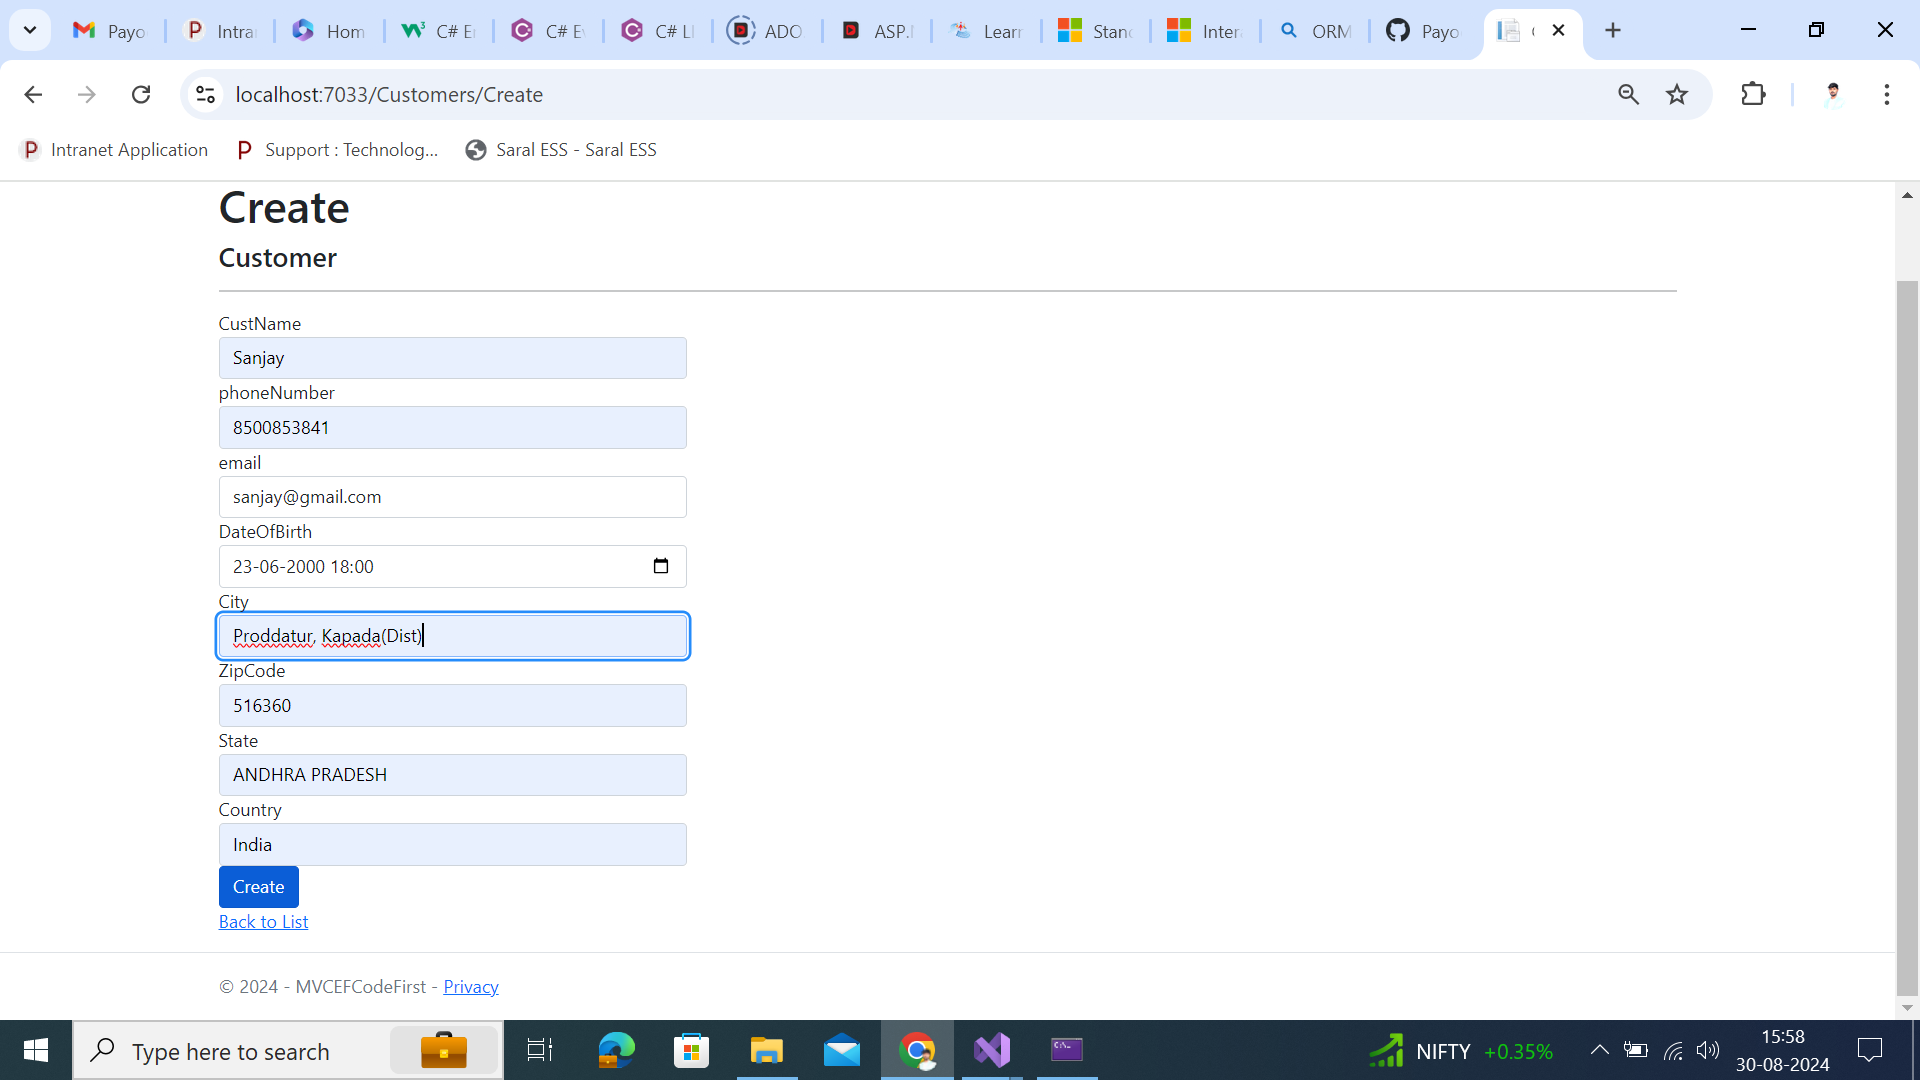 Payo Intra Hom C# E C# E C# L ADO ASP. Learn Stan Inter ORM Payo
localhost:7033/Customers/Create
Intranet Application Support : Technolog... Saral ESS - Saral ESS
Create
Customer
CustName
Sanjay
phoneNumber
8500853841
email
sanjay@gmail.com
DateOfBirth
23-06-2000 18:00
City
Proddatur, Kapada(Dist)
ZipCode
516360
State
ANDHRA PRADESH
Country
India
Create
Back to List
© 2024 - MVCEFCodeFirst - Privacy
Type here to search NIFTY +0.35% 15:58
30-08-2024